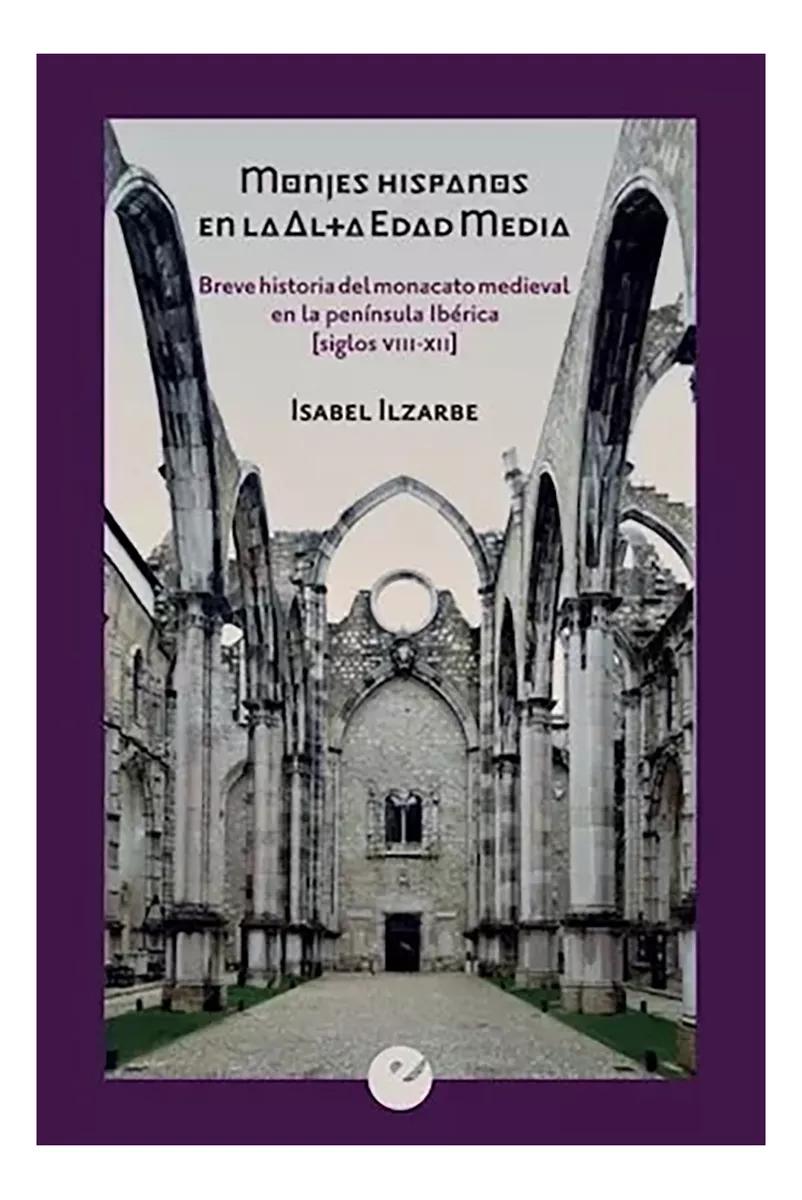 Monjes hispanos
en la Alta Edad Media
Breve historia del monacato medieval
en la península Ibérica
[siglos VIII-XII]
Isabel Ilzarbe
e